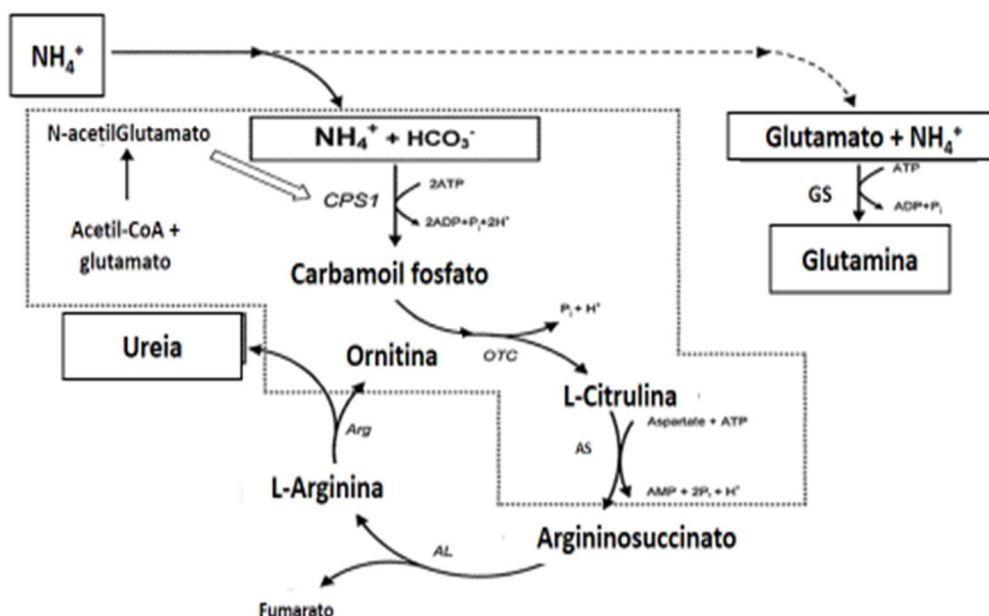 NH₄⁺
N-acetilGlutamato
NH₄⁺ + HCO₃⁻
Glutamato + NH₄⁺
CPS1
2ATP
2ADP+Pᵢ+2H⁺
GS
ATP
ADP+Pᵢ
Acetil-CoA +
glutamato
Carbamoil fosfato
Glutamina
Ureia
Ornitina
Pᵢ + H⁺
OTC
L-Citrulina
Arg
AS
Aspartate + ATP
AMP + 2Pᵢ + H⁺
L-Arginina
Argininosuccinato
AL
Fumarato